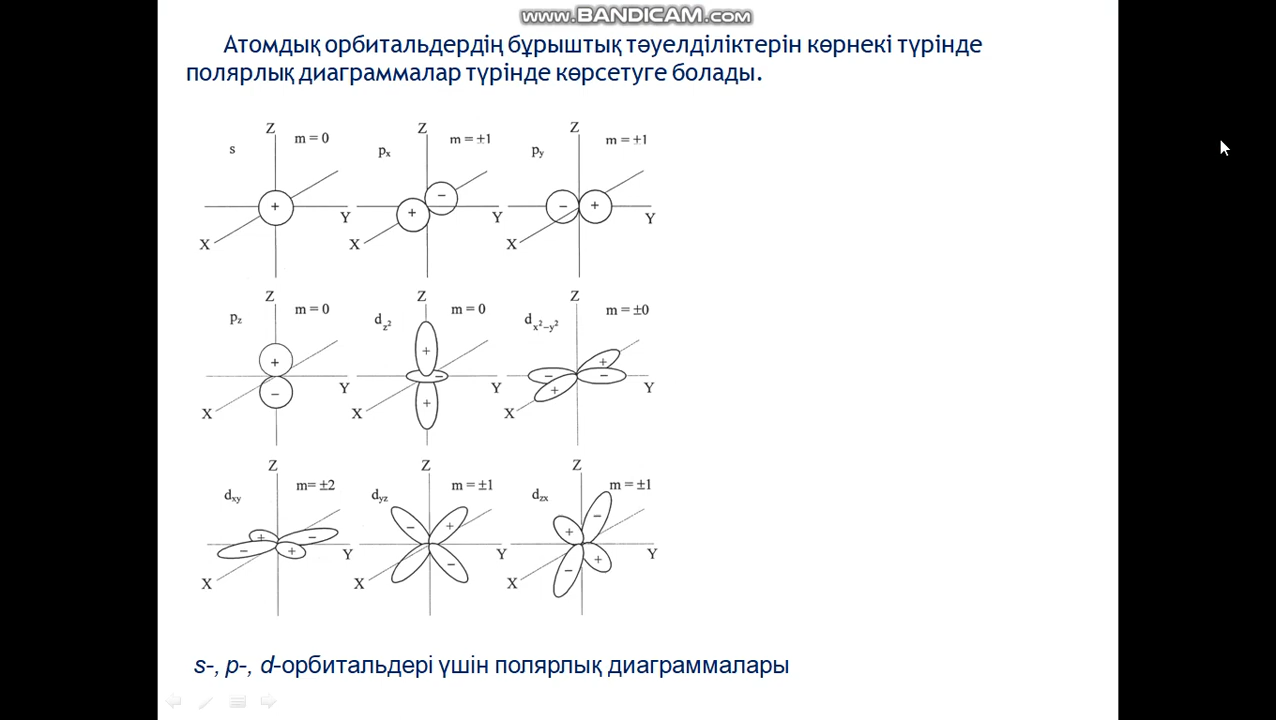 www.BANDICAM.com
Атомдық орбитальдердің бұрыштық тәуелділіктерін көрнекі түрінде
полярлық диаграммалар түрінде көрсетуге болады.
Z m = 0 Z m = ±1 Z m = ±1
s pₓ p_y
+ + − − +
Y Y Y
X X X
Z m = 0 Z m = 0 Z m = ±0
p_z d_z² d_x²−y²
+ − + − + + − − +
Y Y Y
X X X
Z m= ±2 Z m = ±1 Z m = ±1
d_xy d_yz d_zx
+ − − + − + − − + + −
Y Y Y
X X X
s-, p-, d-орбитальдері үшін полярлық диаграммалары